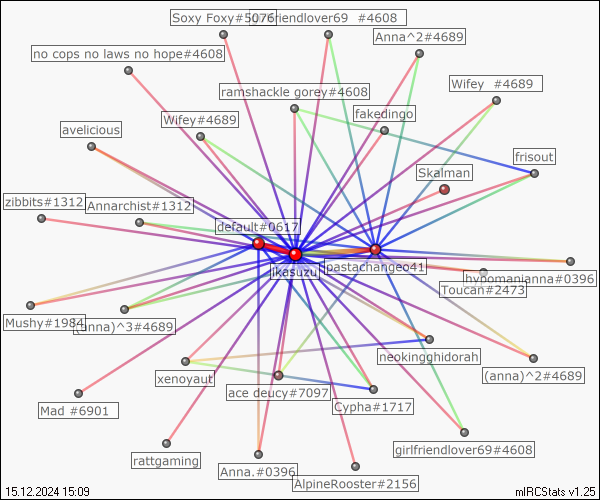 Soxy Foxy#5076
girlfriendlover69 #4608
Anna^2#4689
no cops no laws no hope#4608
ramshackle gorey#4608
Wifey #4689
fakedingo
Wifey#4689
avelicious
frisout
Skalman
zibbits#1312
Annarchist#1312
default#0617
jkasuzu
pastachangeo41
hypomanianna#0396
Toucan#2473
Mushy#1984
(anna)^3#4689
neokingghidorah
(anna)^2#4689
xenoyaut
ace deucy#7097
Cypha#1717
Mad #6901
girlfriendlover69#4608
rattgaming
Anna.#0396
AlpineRooster#2156
15.12.2024 15:09
mIRCStats v1.25